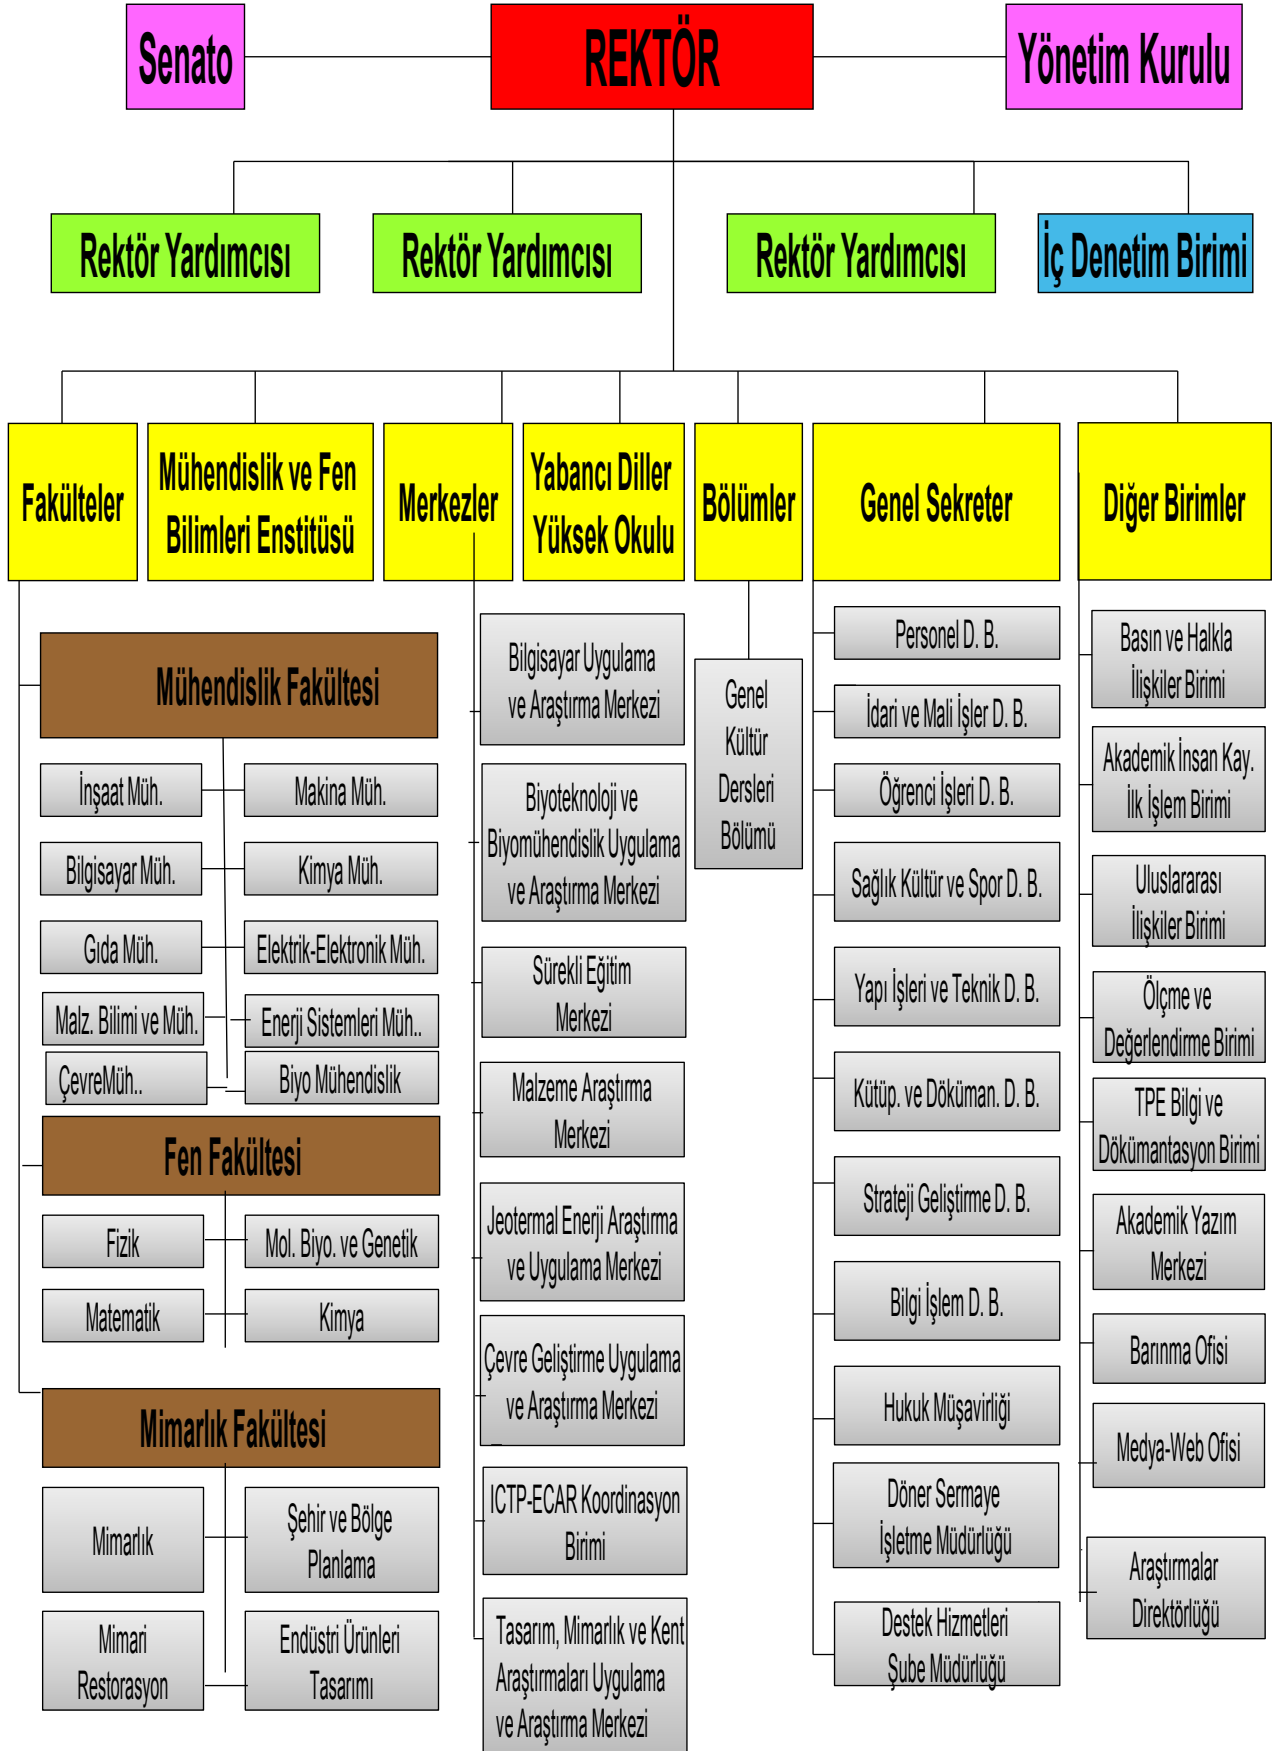 Senato
REKTÖR
Yönetim Kurulu
Rektör Yardımcısı
Rektör Yardımcısı
Rektör Yardımcısı
İç Denetim Birimi
Fakülteler
Mühendislik ve Fen
Bilimleri Enstitüsü
Merkezler
Yabancı Diller
Yüksek Okulu
Bölümler
Genel Sekreter
Diğer Birimler
Mühendislik Fakültesi
İnşaat Müh.
Makina Müh.
Bilgisayar Müh.
Kimya Müh.
Gıda Müh.
Elektrik-Elektronik Müh.
Malz. Bilimi ve Müh.
Enerji Sistemleri Müh..
ÇevreMüh..
Biyo Mühendislik
Fen Fakültesi
Fizik
Mol. Biyo. ve Genetik
Matematik
Kimya
Mimarlık Fakültesi
Mimarlık
Şehir ve Bölge
Planlama
Mimari
Restorasyon
Endüstri Ürünleri
Tasarımı
Bilgisayar Uygulama
ve Araştırma Merkezi
Biyoteknoloji ve
Biyomühendislik Uygulama
ve Araştırma Merkezi
Sürekli Eğitim
Merkezi
Malzeme Araştırma
Merkezi
Jeotermal Enerji Araştırma
ve Uygulama Merkezi
Çevre Geliştirme Uygulama
ve Araştırma Merkezi
ICTP-ECAR Koordinasyon
Birimi
Tasarım, Mimarlık ve Kent
Araştırmaları Uygulama
ve Araştırma Merkezi
Genel
Kültür
Dersleri
Bölümü
Personel D. B.
İdari ve Mali İşler D. B.
Öğrenci İşleri D. B.
Sağlık Kültür ve Spor D. B.
Yapı İşleri ve Teknik D. B.
Kütüp. ve Döküman. D. B.
Strateji Geliştirme D. B.
Bilgi İşlem D. B.
Hukuk Müşavirliği
Döner Sermaye
İşletme Müdürlüğü
Destek Hizmetleri
Şube Müdürlüğü
Basın ve Halkla
İlişkiler Birimi
Akademik İnsan Kay.
İlk İşlem Birimi
Uluslararası
İlişkiler Birimi
Ölçme ve
Değerlendirme Birimi
TPE Bilgi ve
Dökümantasyon Birimi
Akademik Yazım
Merkezi
Barınma Ofisi
Medya-Web Ofisi
Araştırmalar
Direktörlüğü